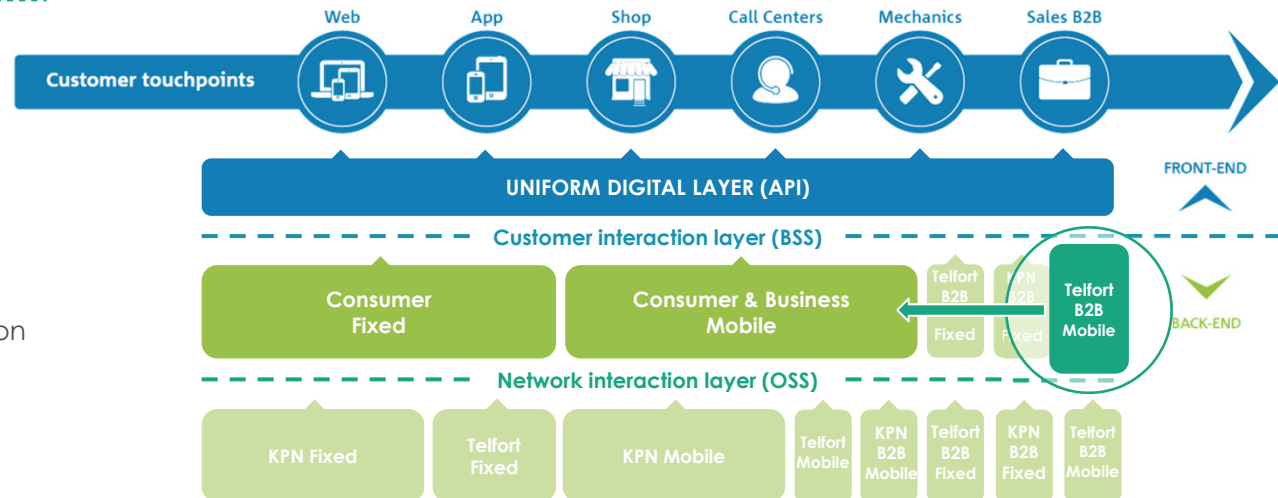 Web
App
Shop
Call Centers
Mechanics
Sales B2B
Customer touchpoints
UNIFORM DIGITAL LAYER (API)
FRONT-END
Customer interaction layer (BSS)
Consumer
Fixed
Consumer & Business
Mobile
Telfort
B2B
Fixed
KPN
B2B
Fixed
Telfort
B2B
Mobile
BACK-END
on
Network interaction layer (OSS)
KPN Fixed
Telfort
Fixed
KPN Mobile
Telfort
Mobile
KPN
B2B
Mobile
Telfort
B2B
Fixed
KPN
B2B
Fixed
Telfort
B2B
Mobile